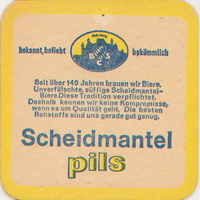 bekannt, beliebt
bekömmlich
Seit über 140 Jahren brauen wir Biere.
Unverfälschte, süffige Scheidmantel-
Biere. Diese Tradition verpflichtet.
Deshalb kennen wir keine Kompromisse,
wenn es um Qualität geht. Die besten
Rohstoffe sind uns gerade gut genug.
Scheidmantel
pils